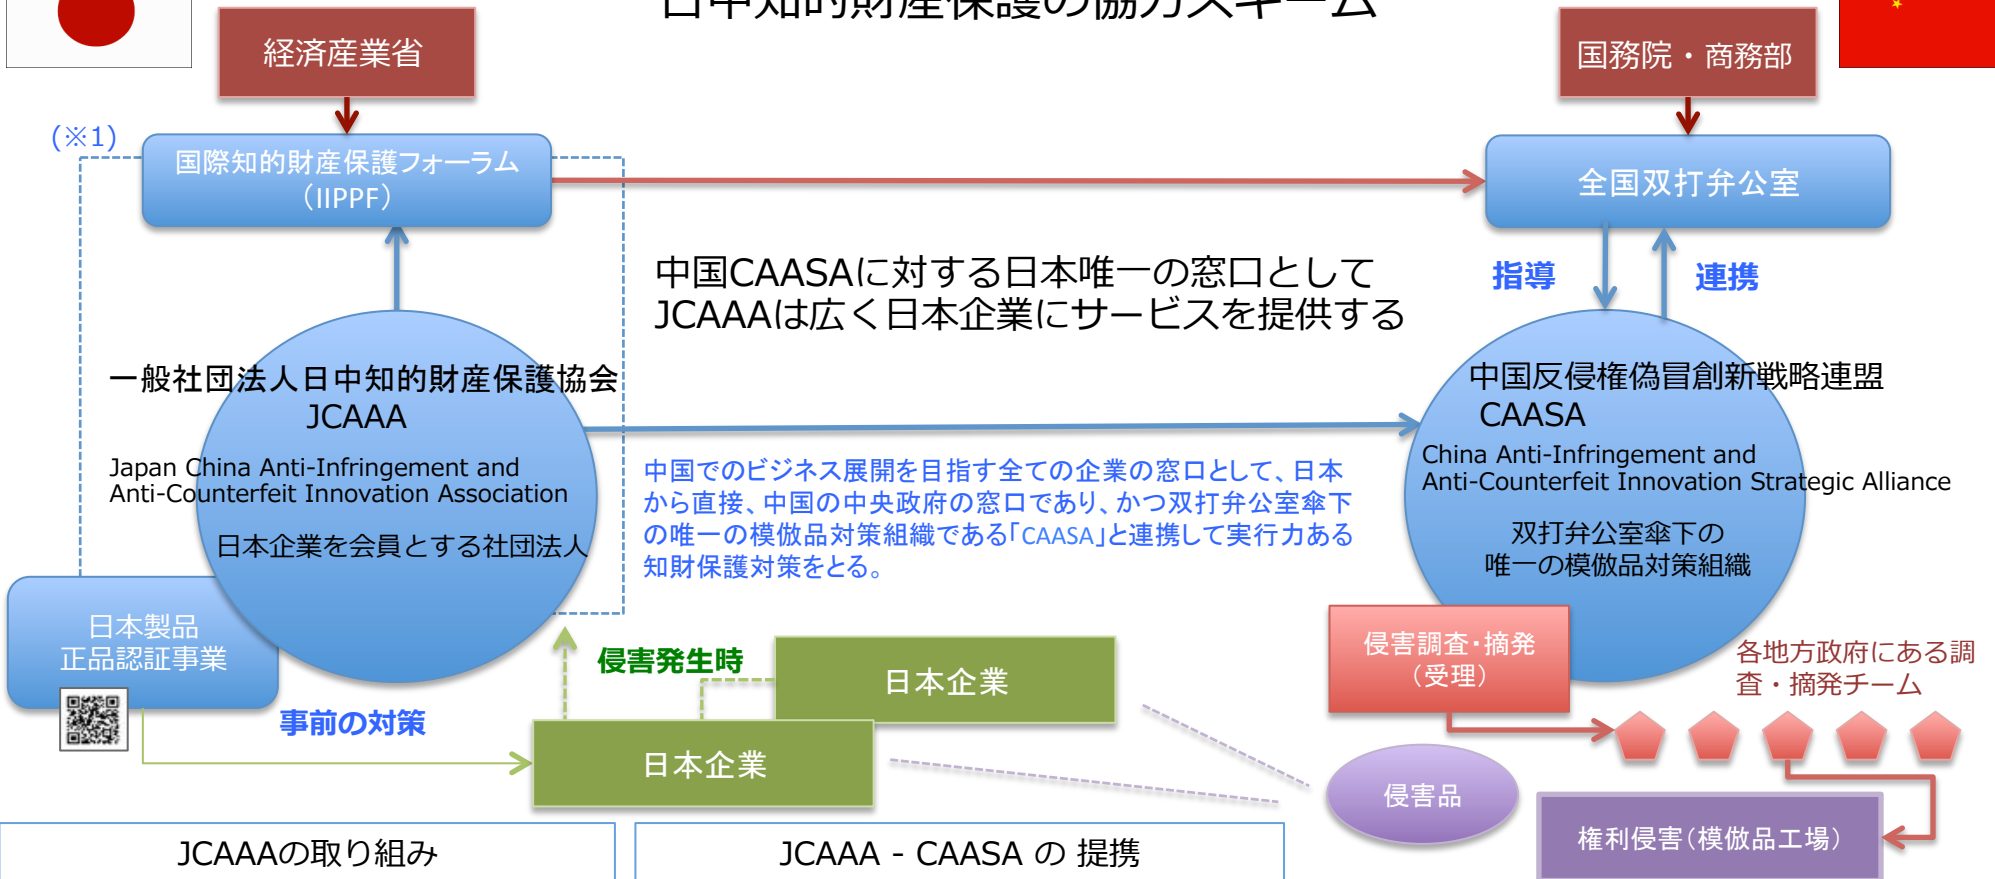 日中知的財産保護の協力スキーム
経済産業省
国務院・商務部
(※1)
国際知的財産保護フォーラム
（IIPPF）
全国双打弁公室
中国CAASAに対する日本唯一の窓口として
JCAAAは広く日本企業にサービスを提供する
指導
連携
一般社団法人日中知的財産保護協会
JCAAA
Japan China Anti-Infringement and
Anti-Counterfeit Innovation Association
日本企業を会員とする社団法人
中国反侵権偽冒創新戦略連盟
CAASA
China Anti-Infringement and
Anti-Counterfeit Innovation Strategic Alliance
双打弁公室傘下の
唯一の模倣品対策組織
中国でのビジネス展開を目指す全ての企業の窓口として、日本
から直接、中国の中央政府の窓口であり、かつ双打弁公室傘下
の唯一の模倣品対策組織である「CAASA」と連携して実行力ある
知財保護対策をとる。
日本製品
正品認証事業
事前の対策
侵害発生時
日本企業
日本企業
侵害調査・摘発
（受理）
各地方政府にある調
査・摘発チーム
侵害品
権利侵害（模倣品工場）
JCAAAの取り組み
JCAAA - CAASA の 提携